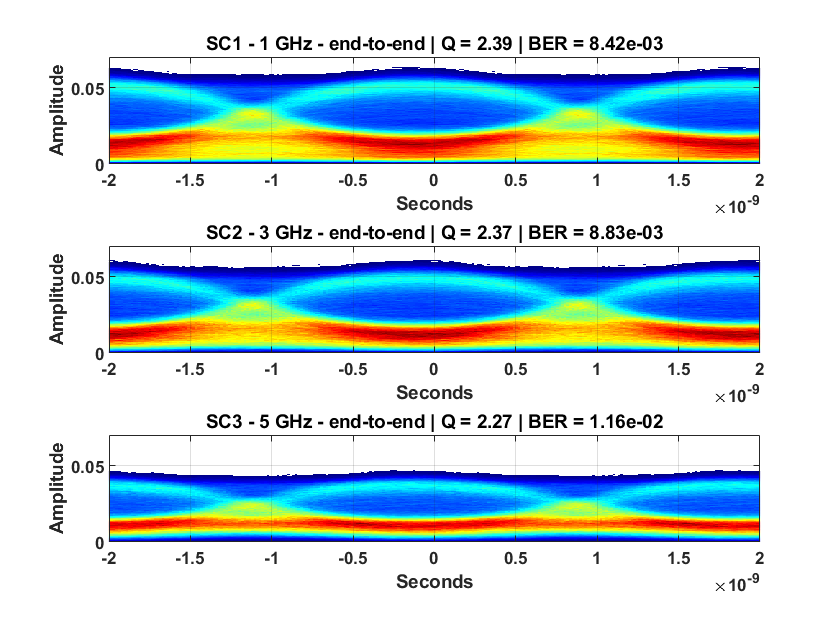 SC1 - 1 GHz - end-to-end | Q = 2.39 | BER = 8.42e-03
Amplitude
0.05
0
-2 -1.5 -1 -0.5 0 0.5 1 1.5 2
Seconds
×10⁻⁹
SC2 - 3 GHz - end-to-end | Q = 2.37 | BER = 8.83e-03
Amplitude
0.05
0
-2 -1.5 -1 -0.5 0 0.5 1 1.5 2
Seconds
×10⁻⁹
SC3 - 5 GHz - end-to-end | Q = 2.27 | BER = 1.16e-02
Amplitude
0.05
0
-2 -1.5 -1 -0.5 0 0.5 1 1.5 2
Seconds
×10⁻⁹